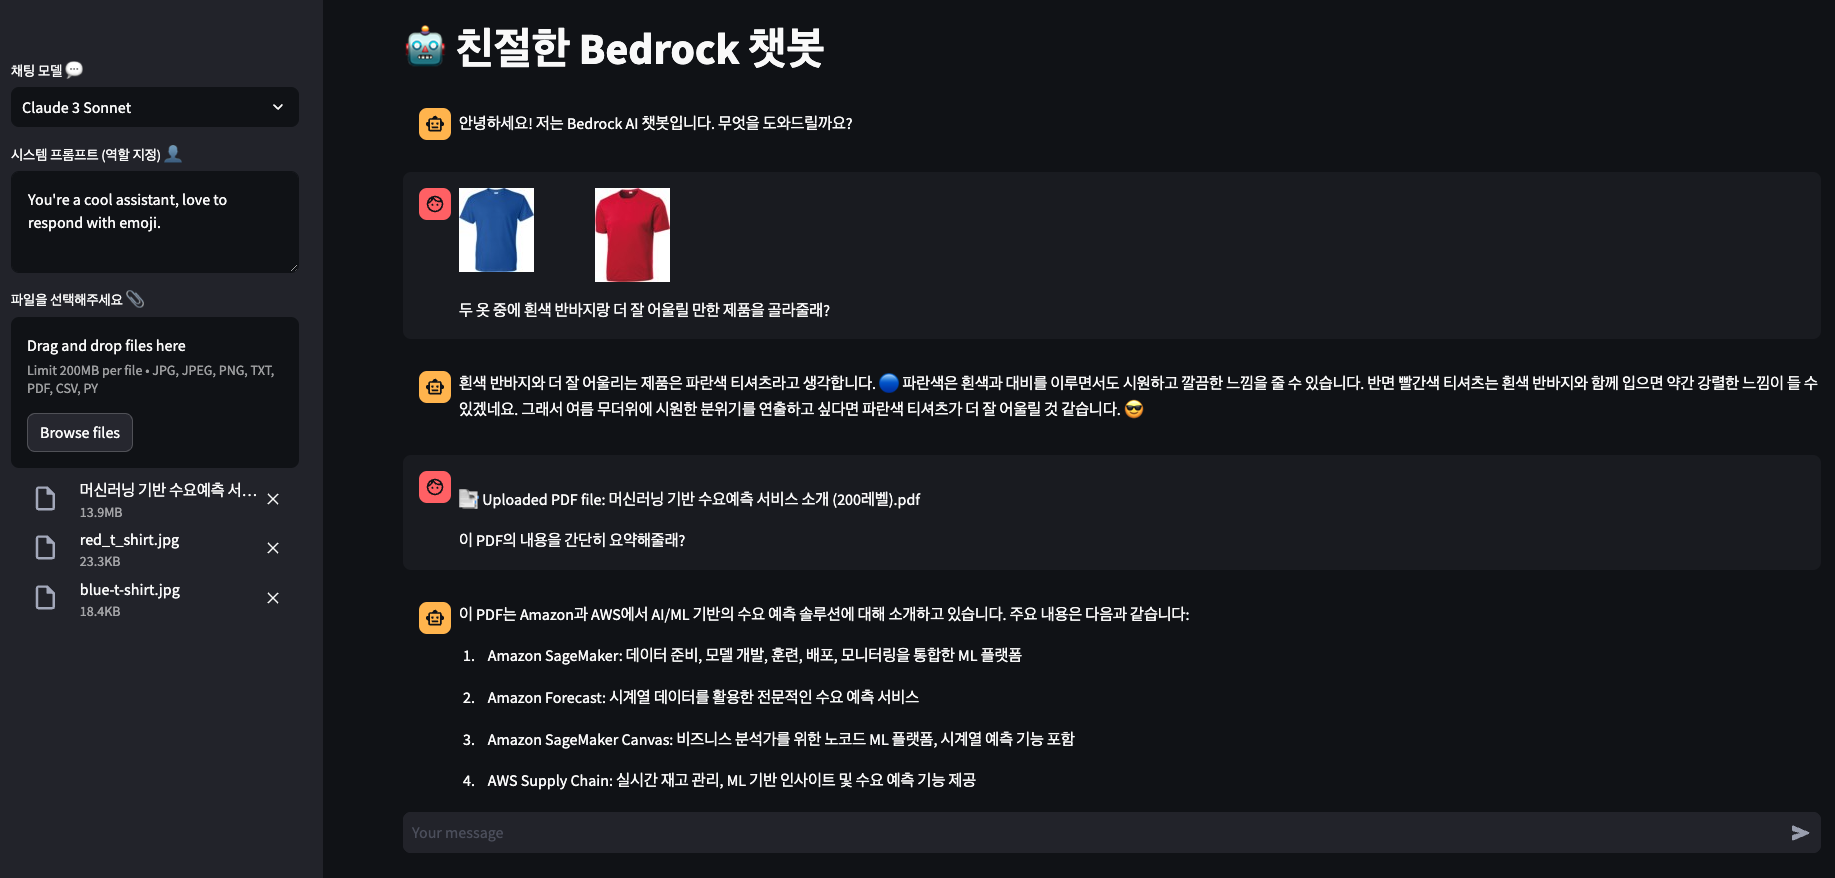 채팅 모델 💬
Claude 3 Sonnet
시스템 프롬프트 (역할 지정) 👤
You're a cool assistant, love to
respond with emoji.
파일을 선택해주세요 📎
Drag and drop files here
Limit 200MB per file • JPG, JPEG, PNG, TXT,
PDF, CSV, PY
Browse files
머신러닝 기반 수요예측 서...
13.9MB
red_t_shirt.jpg
23.3KB
blue-t-shirt.jpg
18.4KB
🤖 친절한 Bedrock 챗봇
안녕하세요! 저는 Bedrock AI 챗봇입니다. 무엇을 도와드릴까요?
두 옷 중에 흰색 반바지랑 더 잘 어울릴 만한 제품을 골라줄래?
흰색 반바지와 더 잘 어울리는 제품은 파란색 티셔츠라고 생각합니다. 🔵 파란색은 흰색과 대비를 이루면서도 시원하고 깔끔한 느낌을 줄 수 있습니다. 반면 빨간색 티셔츠는 흰색 반바지와 함께 입으면 약간 강렬한 느낌이 들 수
있겠네요. 그래서 여름 무더위에 시원한 분위기를 연출하고 싶다면 파란색 티셔츠가 더 잘 어울릴 것 같습니다. 😎
📑 Uploaded PDF file: 머신러닝 기반 수요예측 서비스 소개 (200레벨).pdf
이 PDF의 내용을 간단히 요약해줄래?
이 PDF는 Amazon과 AWS에서 AI/ML 기반의 수요 예측 솔루션에 대해 소개하고 있습니다. 주요 내용은 다음과 같습니다:
1. Amazon SageMaker: 데이터 준비, 모델 개발, 훈련, 배포, 모니터링을 통합한 ML 플랫폼
2. Amazon Forecast: 시계열 데이터를 활용한 전문적인 수요 예측 서비스
3. Amazon SageMaker Canvas: 비즈니스 분석가를 위한 노코드 ML 플랫폼, 시계열 예측 기능 포함
4. AWS Supply Chain: 실시간 재고 관리, ML 기반 인사이트 및 수요 예측 기능 제공
Your message